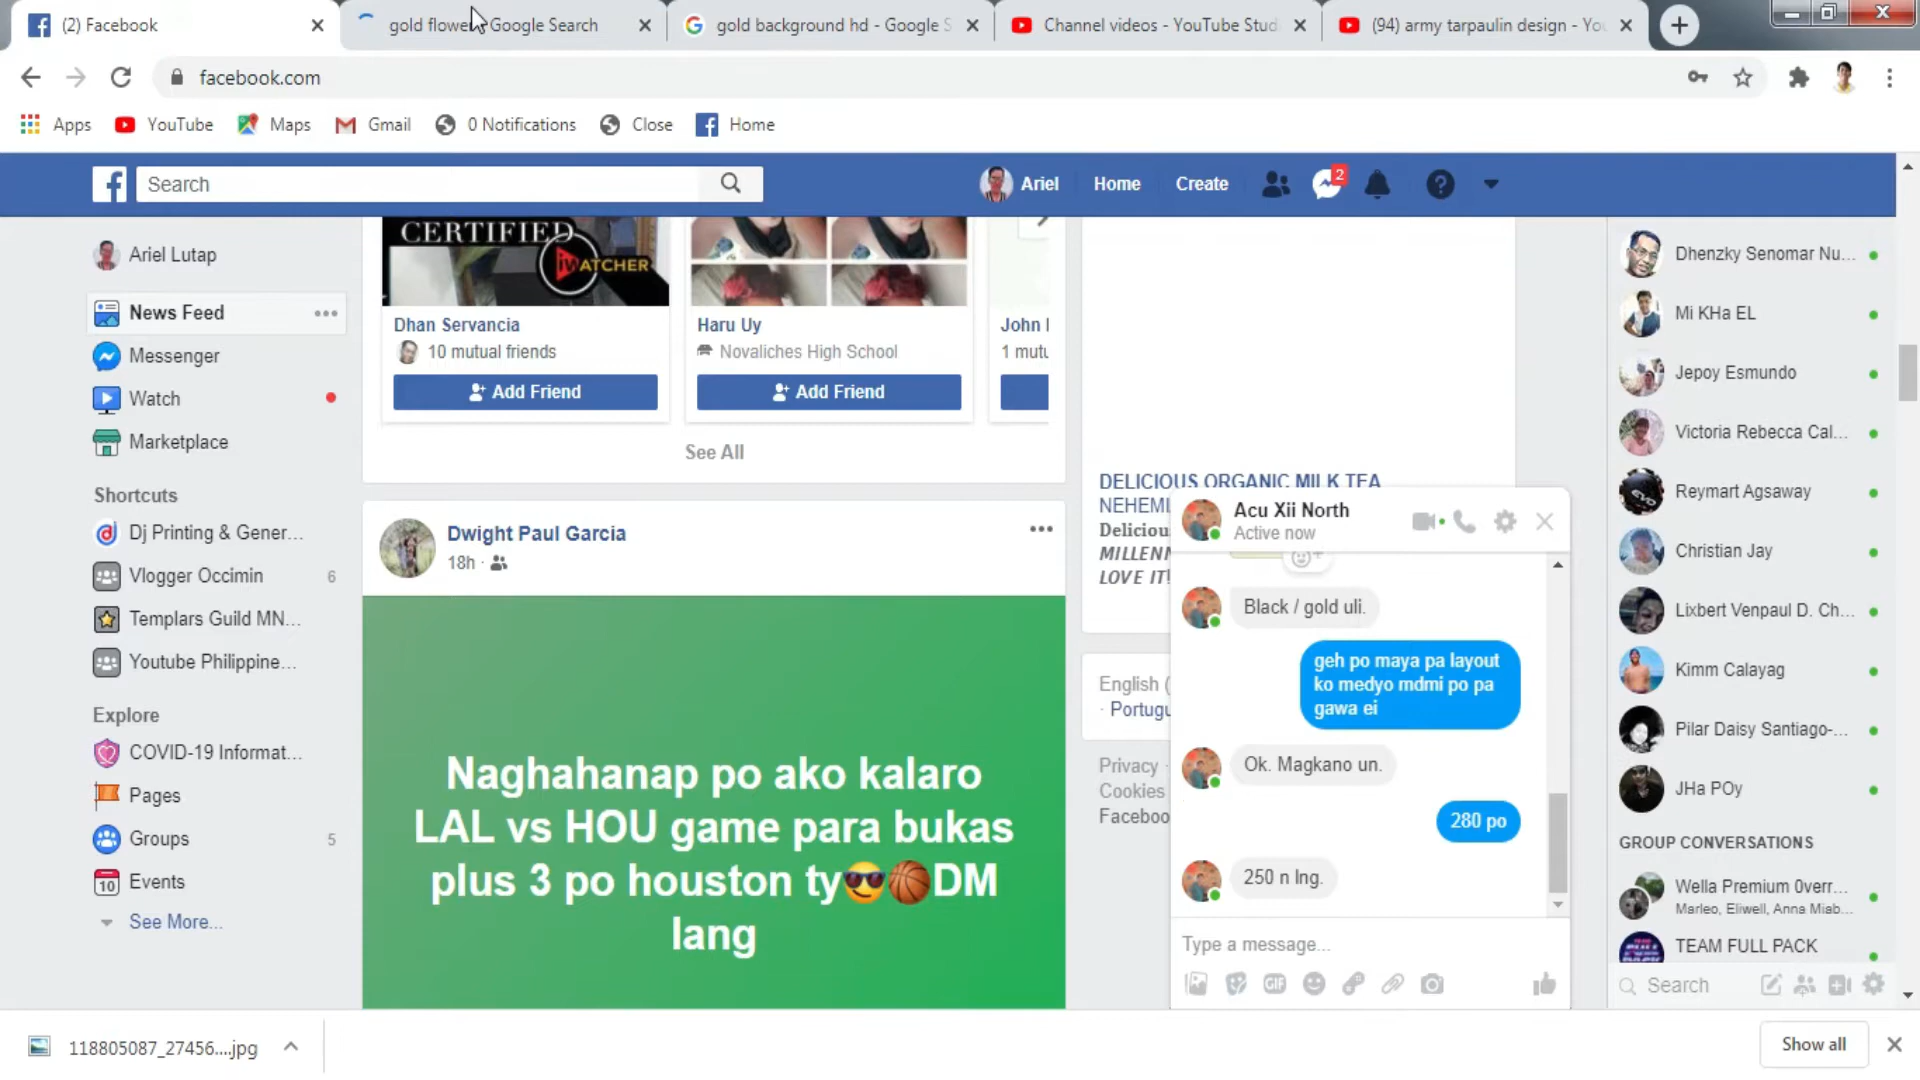 (2) Facebook
gold flower - Google Search
gold background hd - Google S
Channel videos - YouTube Stud
(94) army tarpaulin design - You
facebook.com
Apps
YouTube
Maps
Gmail
0 Notifications
Close
Home
Search
Ariel
Home
Create
2
Ariel Lutap
News Feed
Messenger
Watch
Marketplace
Shortcuts
Dj Printing & Gener...
Vlogger Occimin 6
Templars Guild MN...
Youtube Philippine...
Explore
COVID-19 Informat...
Pages
Groups 5
Events
See More...
CERTIFIED
WATCHER
Dhan Servancia
10 mutual friends
Add Friend
Haru Uy
Novaliches High School
Add Friend
John
1 mutu
See All
Dwight Paul Garcia
18h ·
Naghahanap po ako kalaro
LAL vs HOU game para bukas
plus 3 po houston ty😎🏀DM
lang
DELICIOUS ORGANIC MILK TEA
NEHEMI
Deliciou
MILLENN
LOVE IT!
English (
· Portugu
Privacy ·
Cookies
Faceboo
Acu Xii North
Active now
Black / gold uli.
geh po maya pa layout
ko medyo mdmi po pa
gawa ei
Ok. Magkano un.
280 po
250 n lng.
Type a message...
GIF
Dhenzky Senomar Nu...
Mi KHa EL
Jepoy Esmundo
Victoria Rebecca Cal...
Reymart Agsaway
Christian Jay
Lixbert Venpaul D. Ch...
Kimm Calayag
Pilar Daisy Santiago-...
JHa POy
GROUP CONVERSATIONS
Wella Premium 0verr...
Marleo, Eliwell, Anna Miab...
TEAM FULL PACK
Search
118805087_27456....jpg
Show all